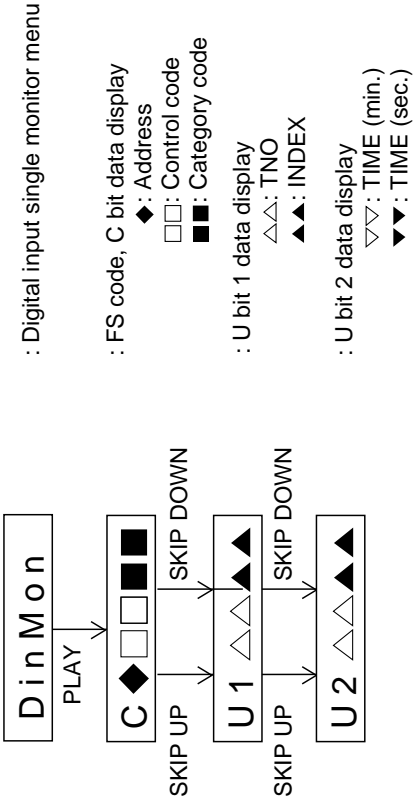 DinMon : Digital input single monitor menu
PLAY
C ◆ □ □ ■ ■ : FS code, C bit data display
◆: Address
□□: Control code
■■: Category code
SKIP UP SKIP DOWN
U1 △△ ▲▲ : U bit 1 data display
△△: TNO
▲▲: INDEX
SKIP UP SKIP DOWN
U2 △△ ▲▲ : U bit 2 data display
▽▽: TIME (min.)
▼▼: TIME (sec.)